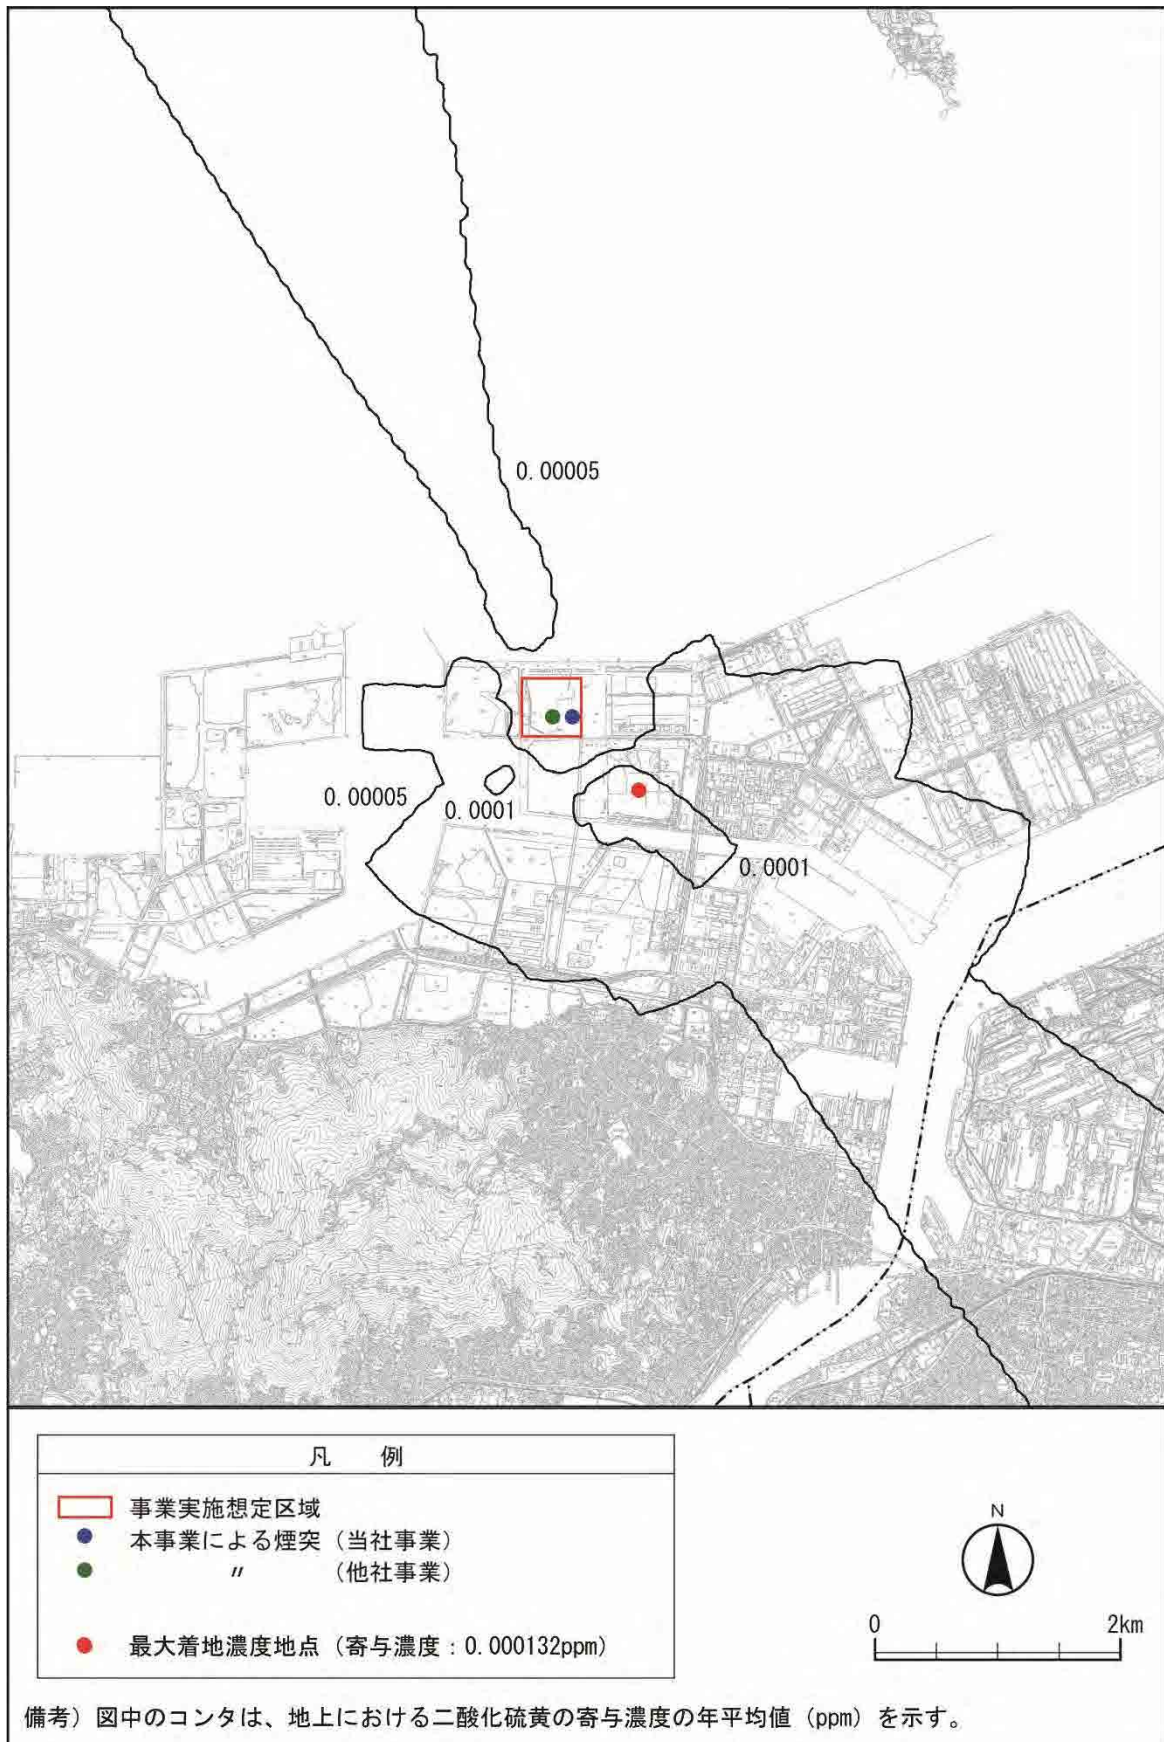 0.00005
0.00005
0.0001
0.0001
凡 例
事業実施想定区域
本事業による煙突（当社事業）
〃 （他社事業）
最大着地濃度地点（寄与濃度：0.000132ppm）
N
0 2km
備考）図中のコンタは、地上における二酸化硫黄の寄与濃度の年平均値（ppm）を示す。